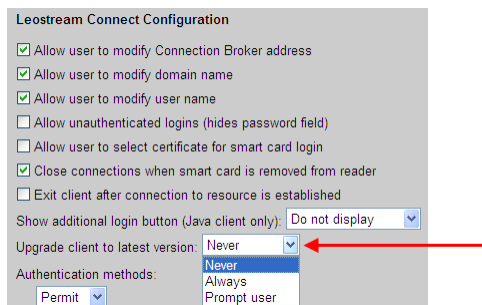 Leostream Connect Configuration
Allow user to modify Connection Broker address
Allow user to modify domain name
Allow user to modify user name
Allow unauthenticated logins (hides password field)
Allow user to select certificate for smart card login
Close connections when smart card is removed from reader
Exit client after connection to resource is established
Show additional login button (Java client only): Do not display
Upgrade client to latest version: Never
Never
Always
Authentication methods:
Permit Prompt user